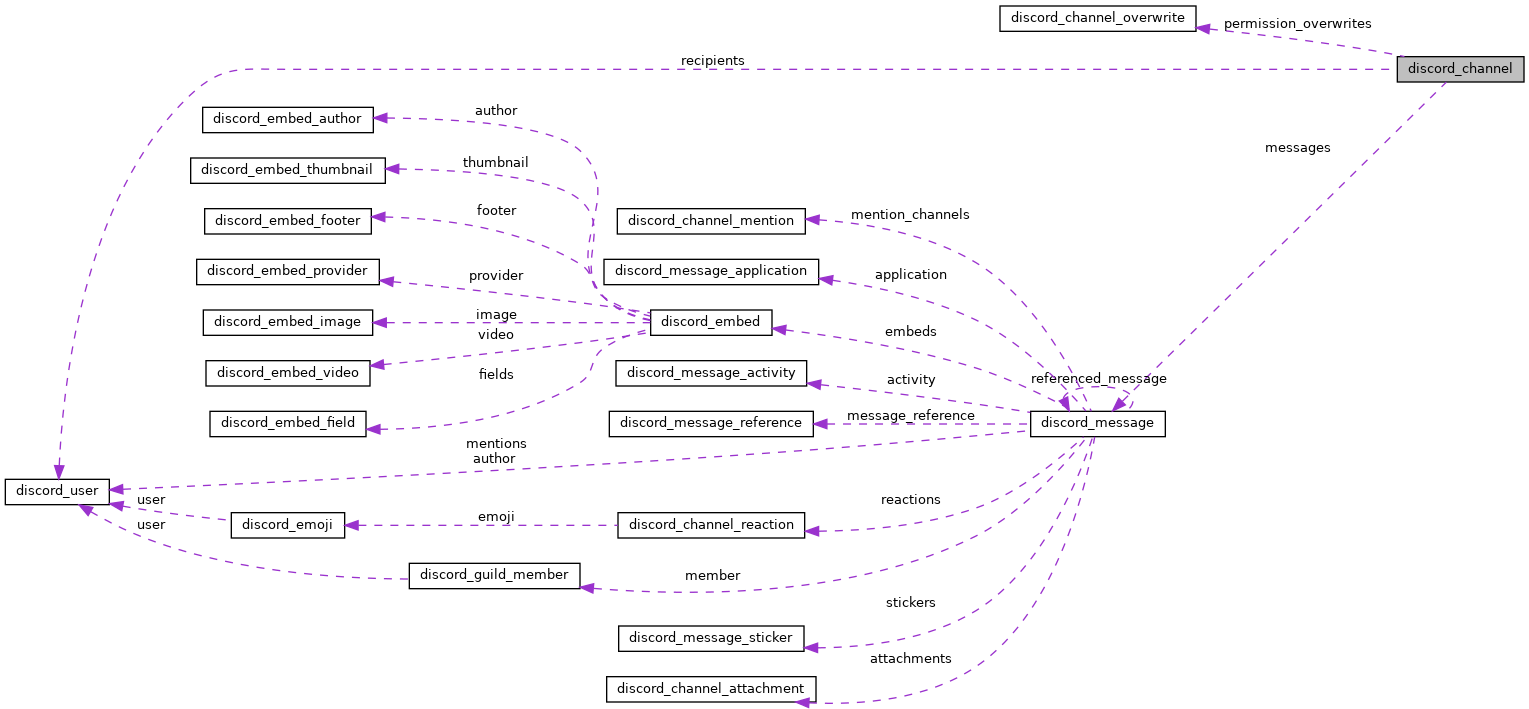 discord_channel_overwrite
permission_overwrites
recipients
discord_channel
discord_embed_author
author
messages
discord_embed_thumbnail
thumbnail
discord_embed_footer
footer
discord_channel_mention
mention_channels
discord_embed_provider
provider
discord_message_application
application
discord_embed_image
image
discord_embed
embeds
video
discord_embed_video
fields
discord_message_activity
activity
referenced_message
discord_embed_field
discord_message_reference
message_reference
discord_message
mentions
author
discord_user
user
user
discord_emoji
emoji
discord_channel_reaction
reactions
discord_guild_member
member
stickers
discord_message_sticker
attachments
discord_channel_attachment